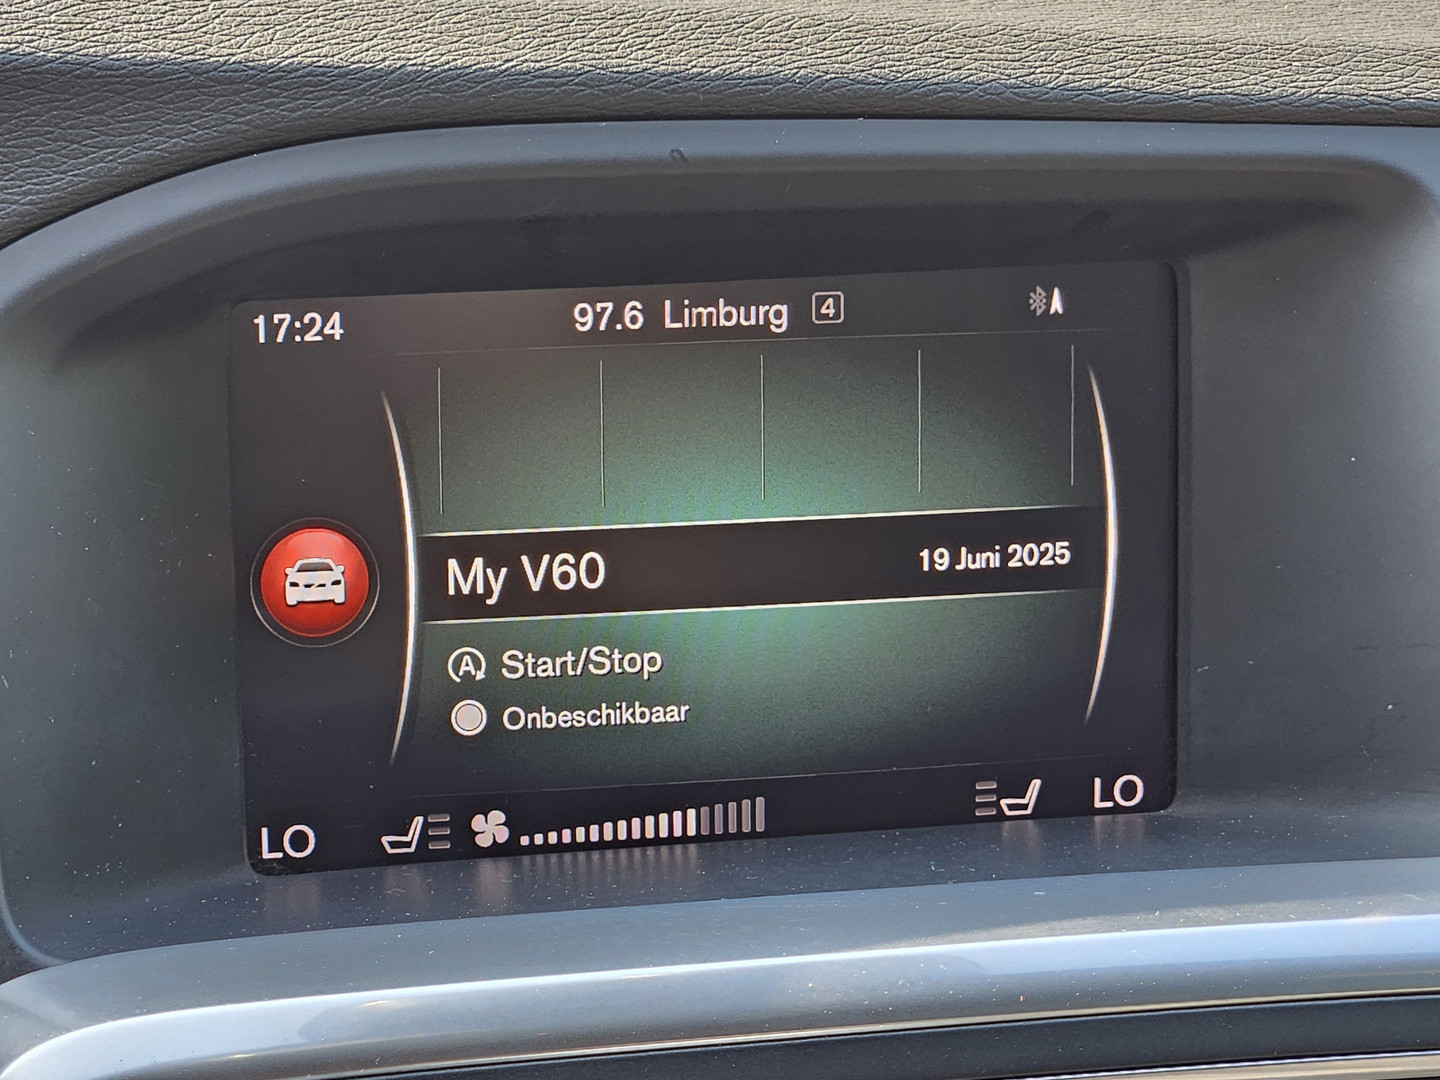 17:24 97.6 Limburg 4
My V60 19 Juni 2025
A Start/Stop
Onbeschikbaar
LO LO